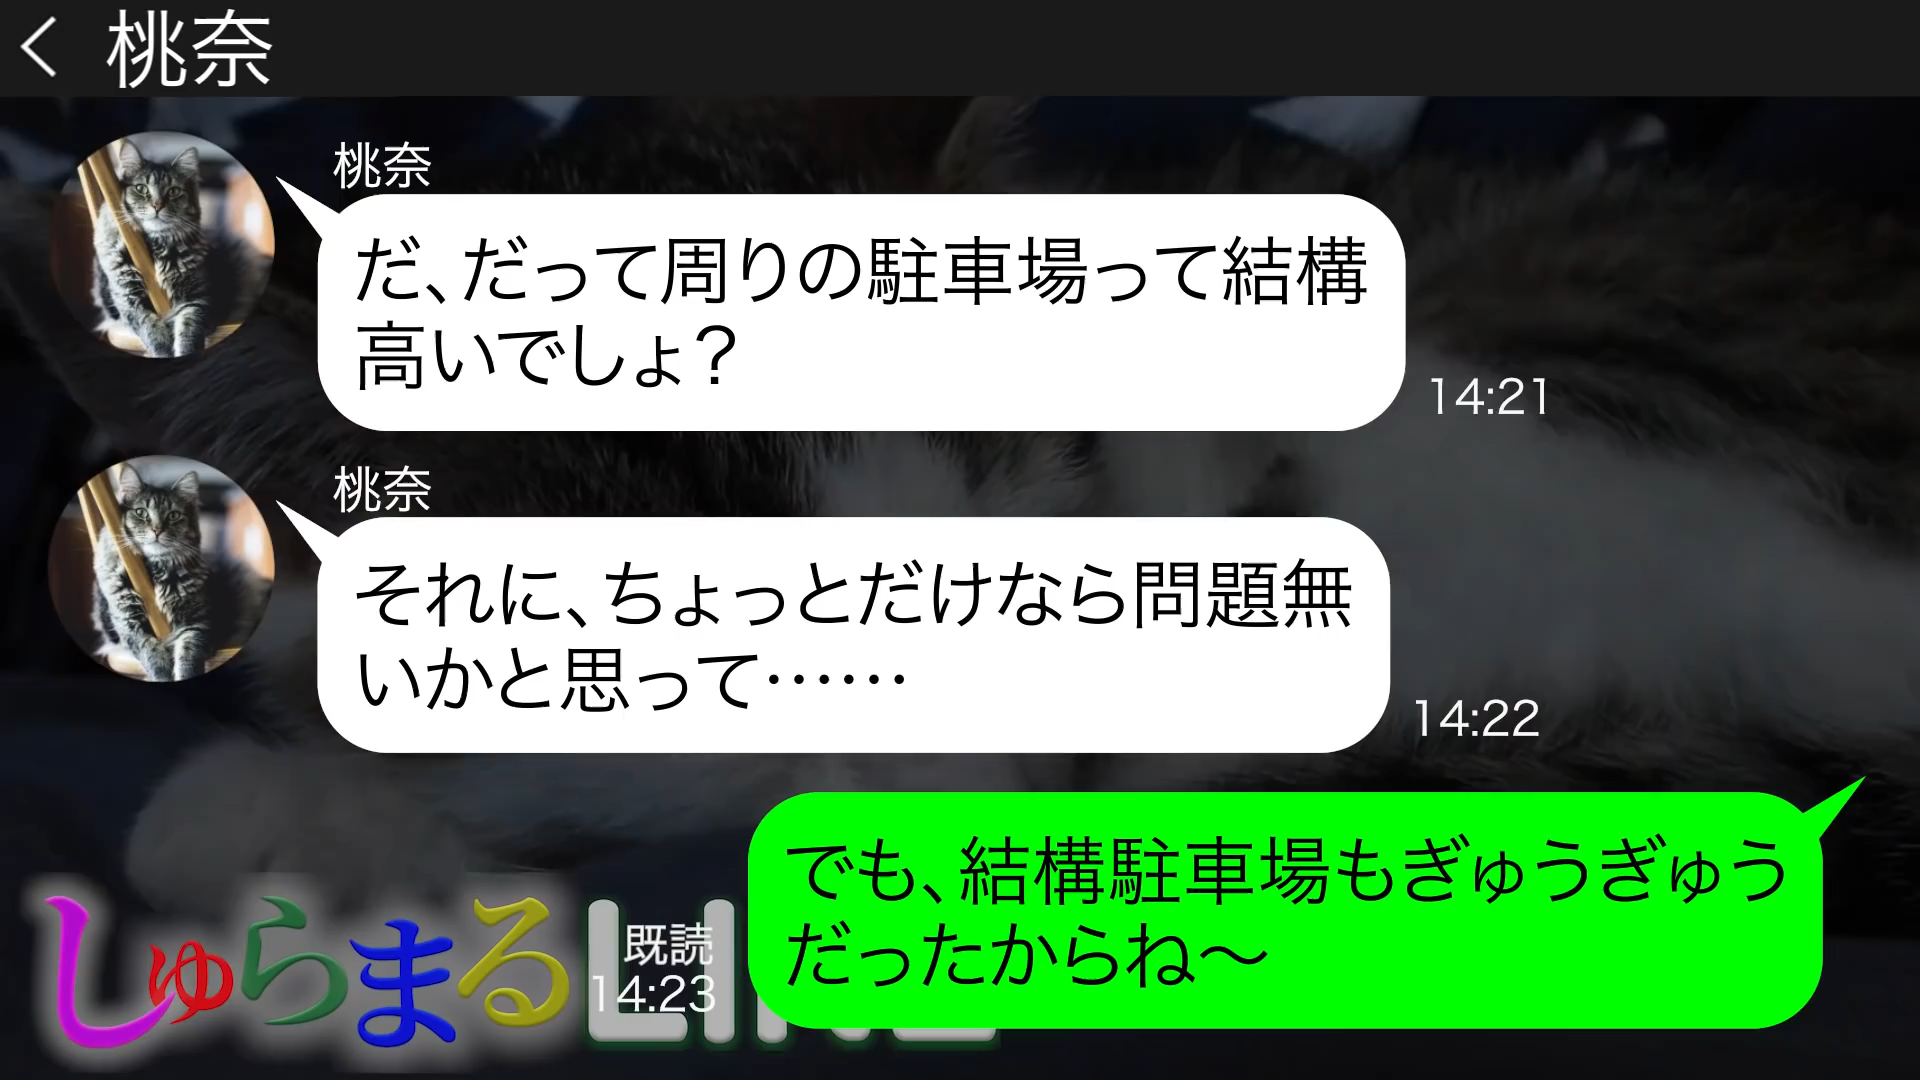 桃奈
桃奈
だ、だって周りの駐車場って結構
高いでしょ?
14:21
桃奈
それに、ちょっとだけなら問題無
いかと思って……
14:22
でも、結構駐車場もぎゅうぎゅう
だったからね〜
既読
14:23
しゅらまるLINE